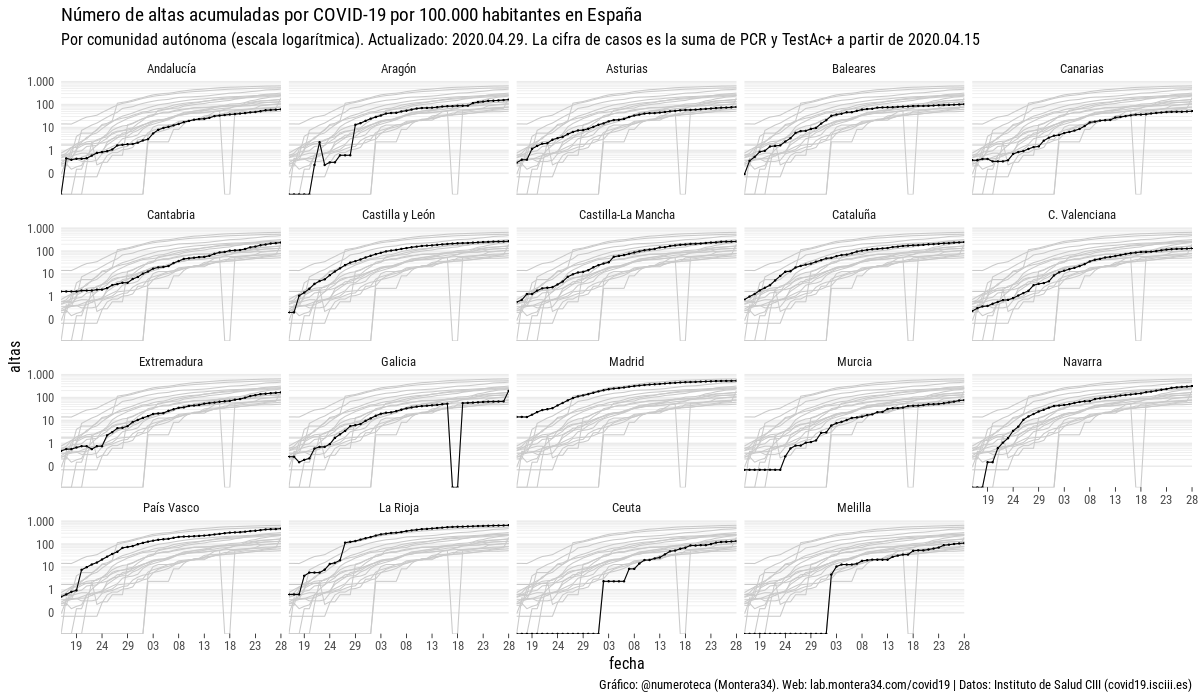 Número de altas acumuladas por COVID-19 por 100.000 habitantes en España
Por comunidad autónoma (escala logarítmica). Actualizado: 2020.04.29. La cifra de casos es la suma de PCR y TestAc+ a partir de 2020.04.15
Andalucía Aragón Asturias Baleares Canarias
1.000
100
10
1
0
Cantabria Castilla y León Castilla-La Mancha Cataluña C. Valenciana
1.000
100
10
1
0
altas
Extremadura Galicia Madrid Murcia Navarra
1.000
100
10
1
0
19 24 29 03 08 13 18 23 28
País Vasco La Rioja Ceuta Melilla
1.000
100
10
1
0
19 24 29 03 08 13 18 23 28 19 24 29 03 08 13 18 23 28 19 24 29 03 08 13 18 23 28 19 24 29 03 08 13 18 23 28
fecha
Gráfico: @numeroteca (Montera34). Web: lab.montera34.com/covid19 | Datos: Instituto de Salud CIII (covid19.isciii.es)